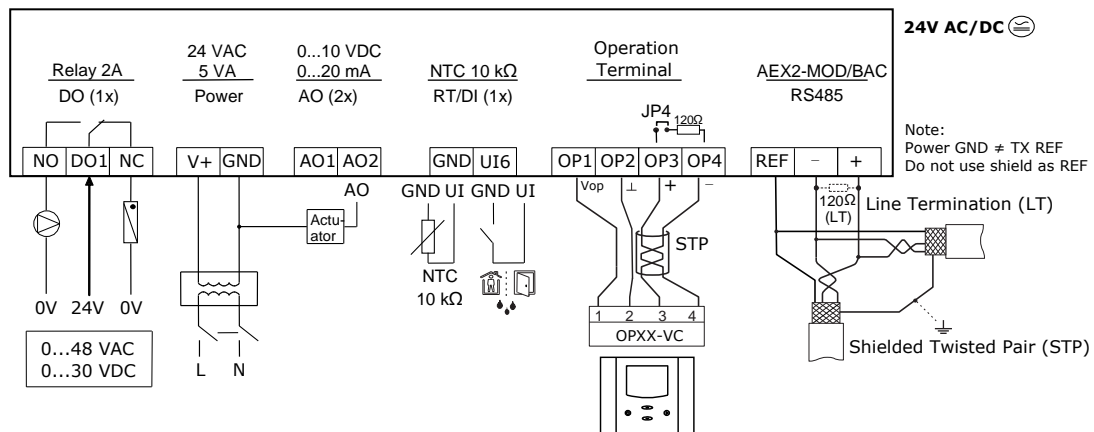 24V AC/DC
Relay 2A
DO (1x)
24 VAC
5 VA
Power
0...10 VDC
0...20 mA
AO (2x)
NTC 10 kΩ
RT/DI (1x)
Operation
Terminal
AEX2-MOD/BAC
RS485
JP4 120Ω
Note:
Power GND ≠ TX REF
Do not use shield as REF
NO DO1 NC V+ GND AO1 AO2 GND UI6 OP1 OP2 OP3 OP4 REF − +
AO
GND UI GND UI
Vop ⊥ + −
120Ω
(LT)
Line Termination (LT)
Actu-
ator
STP
NTC
10 kΩ
0V 24V 0V
1 2 3 4
OPXX-VC
0...48 VAC
0...30 VDC
L N
Shielded Twisted Pair (STP)